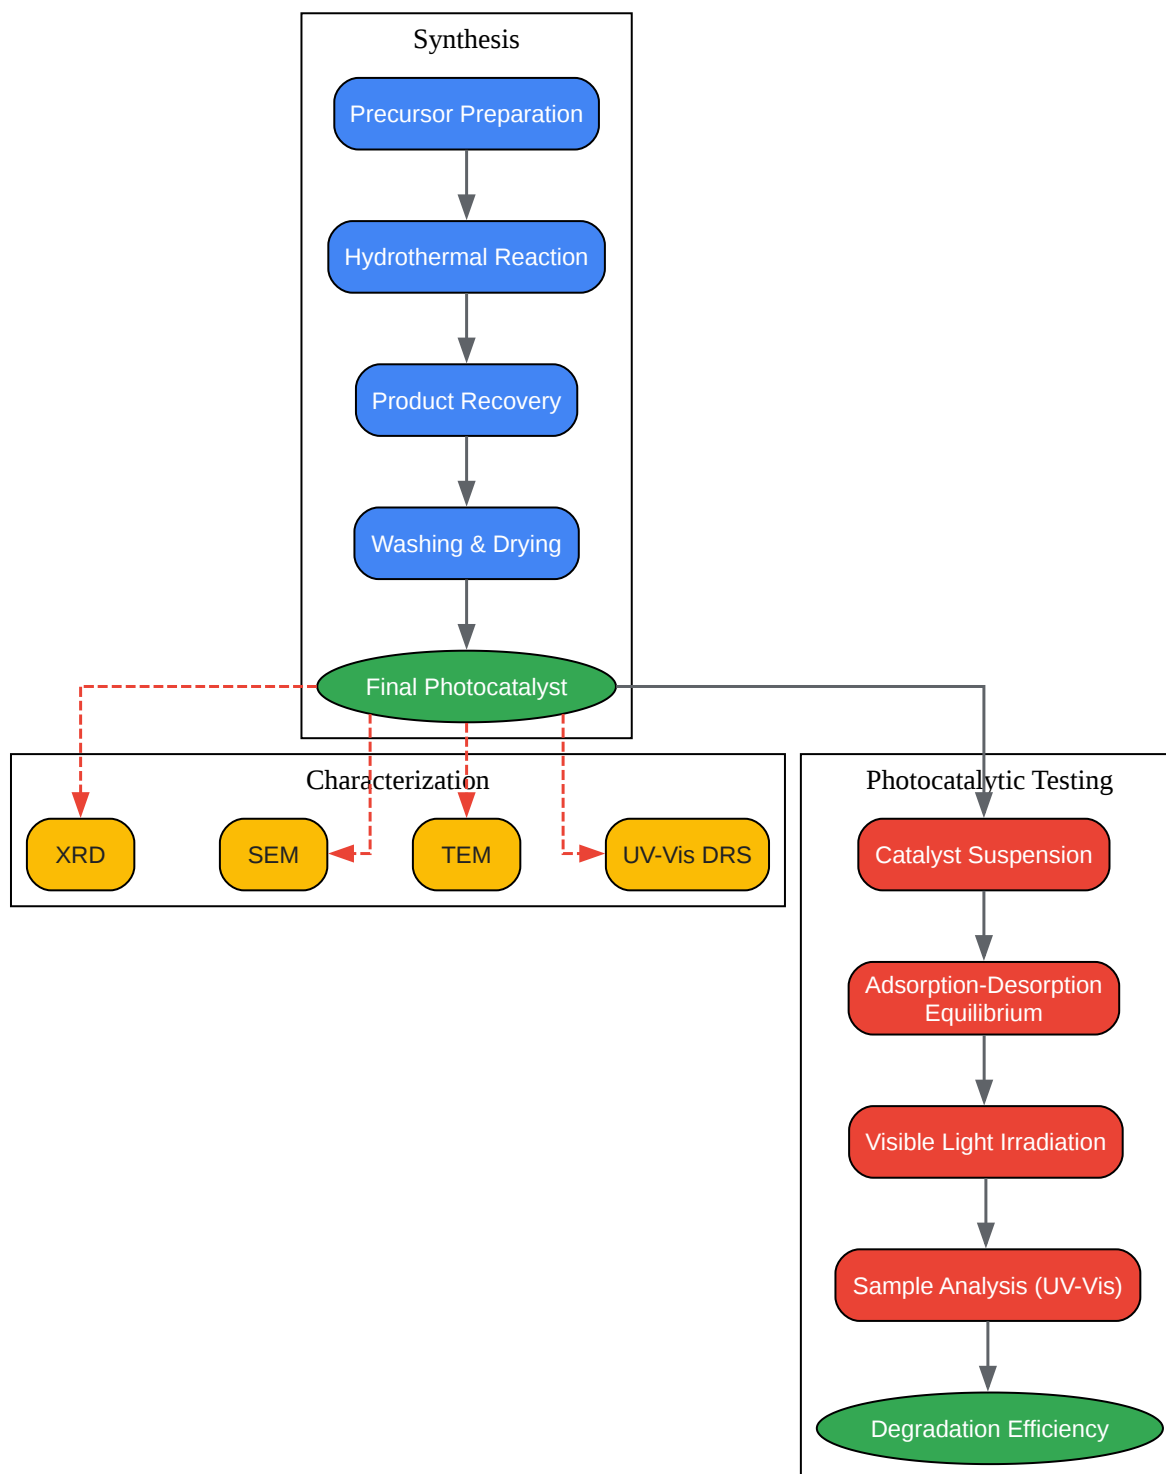 Synthesis
Precursor Preparation
Hydrothermal Reaction
Product Recovery
Washing & Drying
Final Photocatalyst
Characterization
XRD
SEM
TEM
UV-Vis DRS
Photocatalytic Testing
Catalyst Suspension
Adsorption-Desorption
Equilibrium
Visible Light Irradiation
Sample Analysis (UV-Vis)
Degradation Efficiency